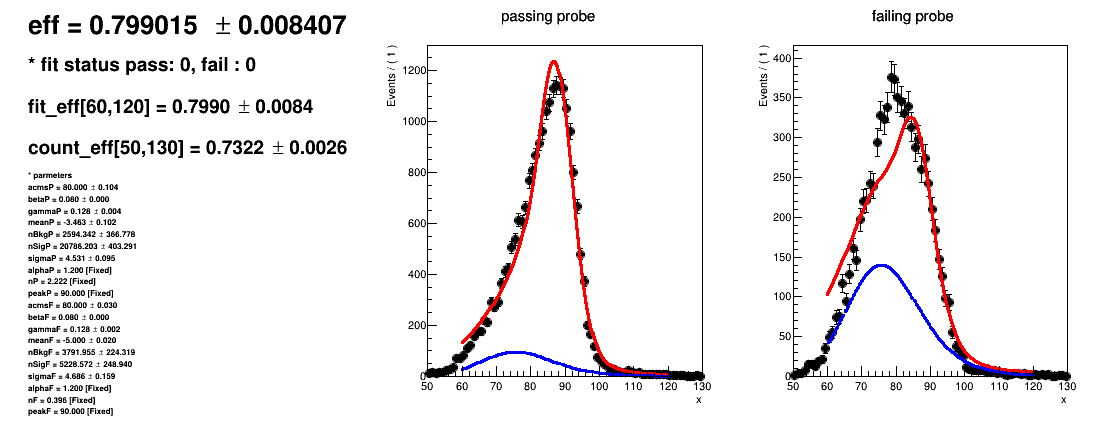 eff = 0.799015 ± 0.008407
* fit status pass: 0, fail : 0
fit_eff[60,120] = 0.7990 ± 0.0084
count_eff[50,130] = 0.7322 ± 0.0026
* parmeters
acmsP = 80.000 ± 0.104
betaP = 0.080 ± 0.000
gammaP = 0.128 ± 0.004
meanP = -3.463 ± 0.102
nBkgP = 2594.342 ± 366.778
nSigP = 20786.203 ± 403.291
sigmaP = 4.531 ± 0.095
alphaP = 1.200 [Fixed]
nP = 2.222 [Fixed]
peakP = 90.000 [Fixed]
acmsF = 80.000 ± 0.030
betaF = 0.080 ± 0.000
gammaF = 0.128 ± 0.002
meanF = -5.000 ± 0.020
nBkgF = 3791.955 ± 224.319
nSigF = 5228.572 ± 248.940
sigmaF = 4.686 ± 0.159
alphaF = 1.200 [Fixed]
nF = 0.396 [Fixed]
peakF = 90.000 [Fixed]
passing probe
Events / ( 1 )
1200
1000
800
600
400
200
0
50 60 70 80 90 100 110 120 130
x
failing probe
Events / ( 1 )
400
350
300
250
200
150
100
50
0
50 60 70 80 90 100 110 120 130
x